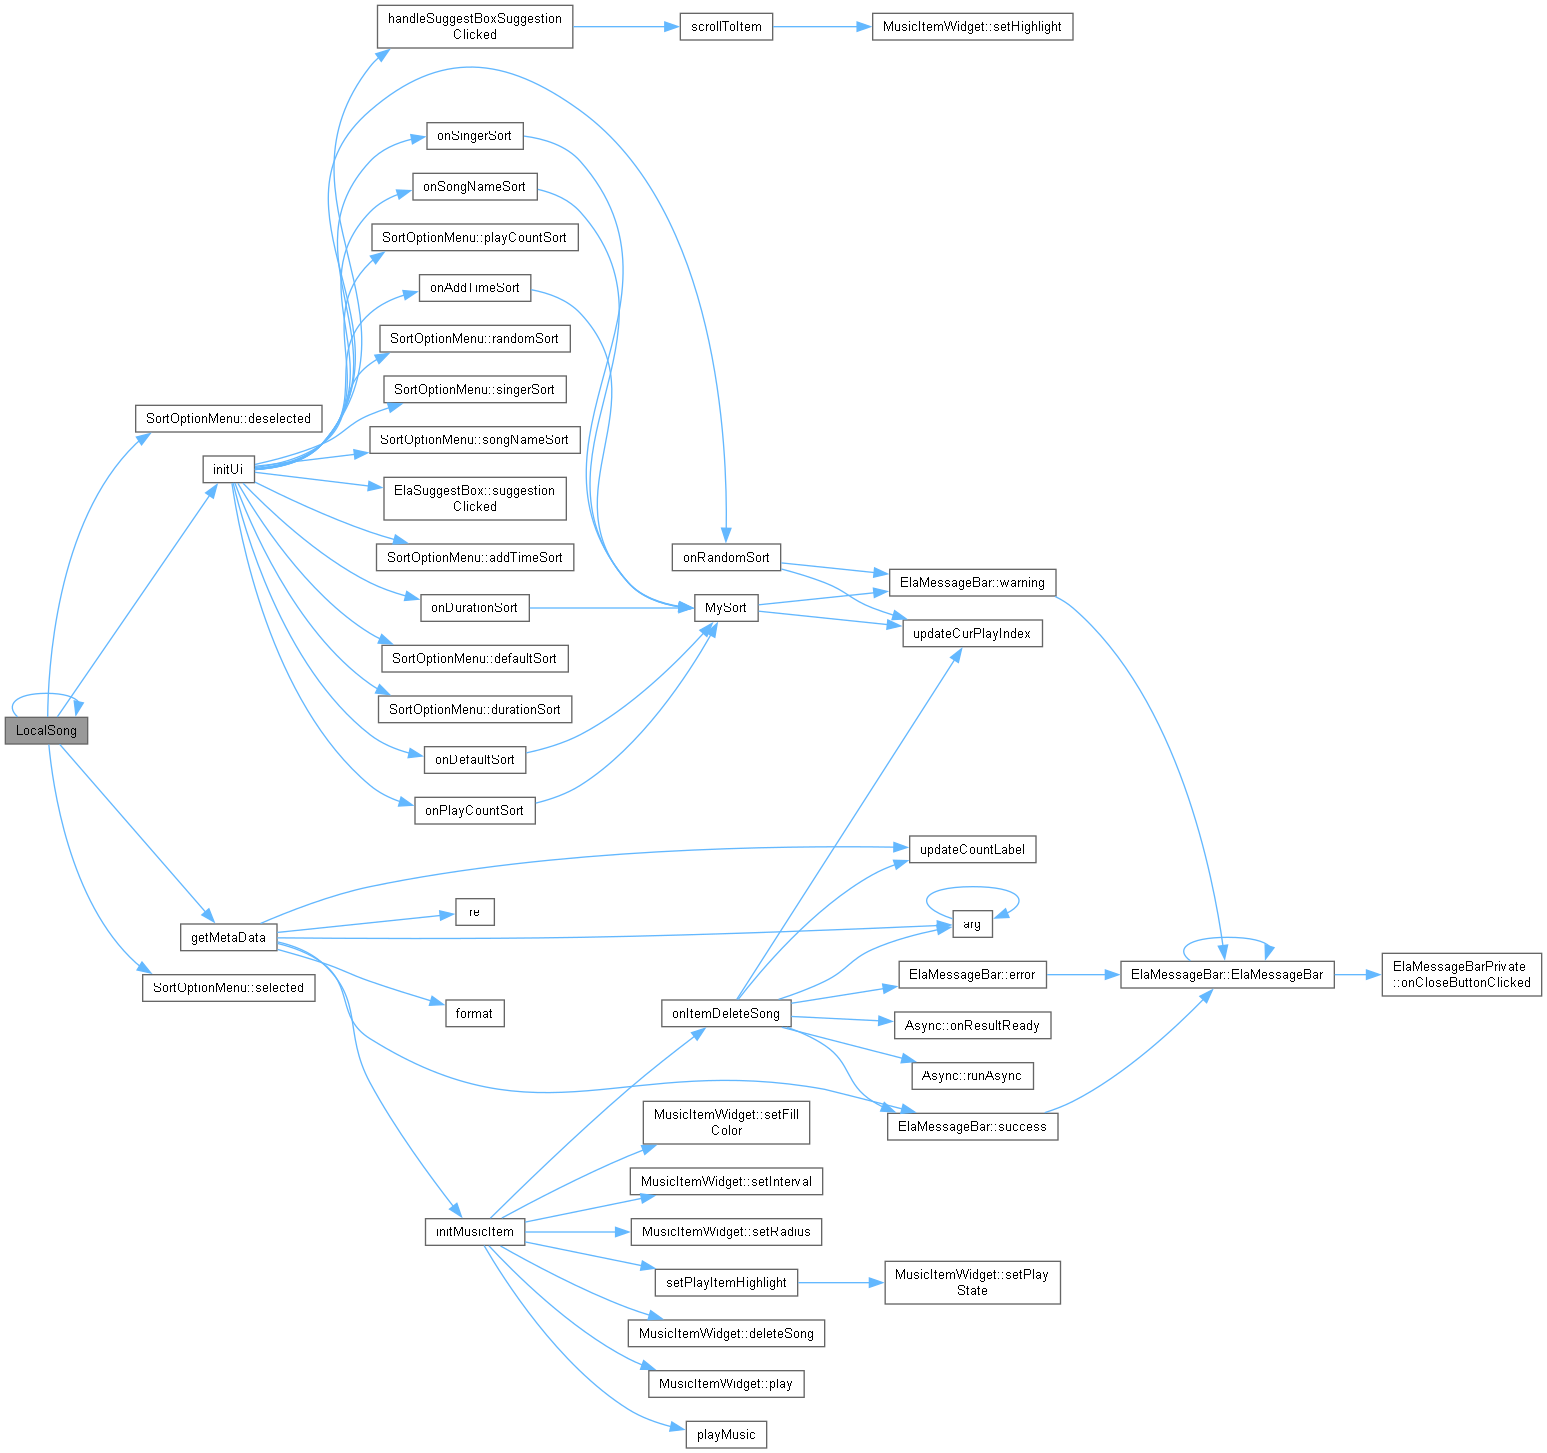 handleSuggestBoxSuggestion
Clicked
scrollToItem
MusicItemWidget::setHighlight
onSingerSort
onSongNameSort
SortOptionMenu::playCountSort
onAddTimeSort
SortOptionMenu::randomSort
SortOptionMenu::singerSort
SortOptionMenu::deselected
SortOptionMenu::songNameSort
initUi
ElaSuggestBox::suggestion
Clicked
SortOptionMenu::addTimeSort
onRandomSort
ElaMessageBar::warning
onDurationSort
MySort
updateCurPlayIndex
SortOptionMenu::defaultSort
SortOptionMenu::durationSort
LocalSong
onDefaultSort
onPlayCountSort
updateCountLabel
re
arg
getMetaData
ElaMessageBar::error
ElaMessageBar::ElaMessageBar
ElaMessageBarPrivate
::onCloseButtonClicked
SortOptionMenu::selected
format
onItemDeleteSong
Async::onResultReady
Async::runAsync
ElaMessageBar::success
MusicItemWidget::setFill
Color
MusicItemWidget::setInterval
initMusicItem
MusicItemWidget::setRadius
setPlayItemHighlight
MusicItemWidget::setPlay
State
MusicItemWidget::deleteSong
MusicItemWidget::play
playMusic